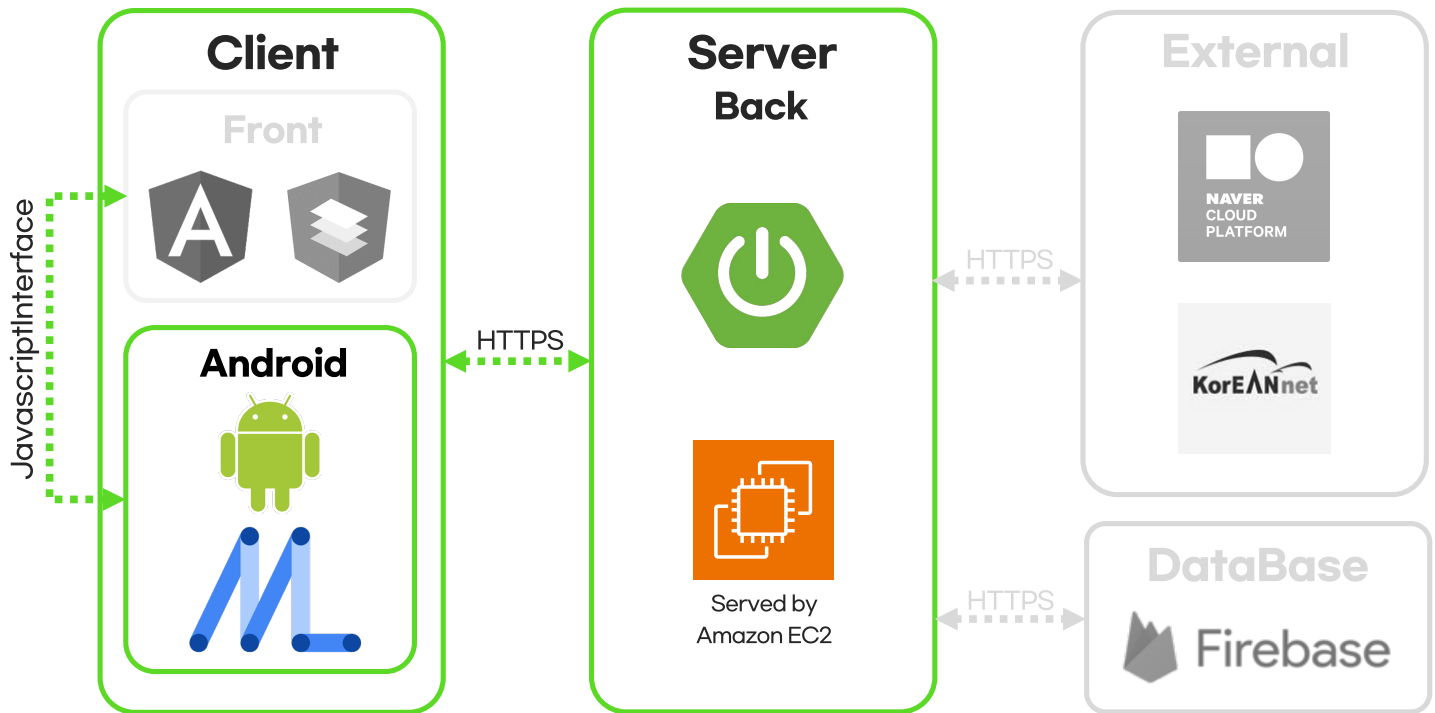 Client
Front
JavascriptInterface
Android
HTTPS
Server
Back
Served by
Amazon EC2
HTTPS
HTTPS
External
NAVER
CLOUD
PLATFORM
KorEANnet
DataBase
Firebase